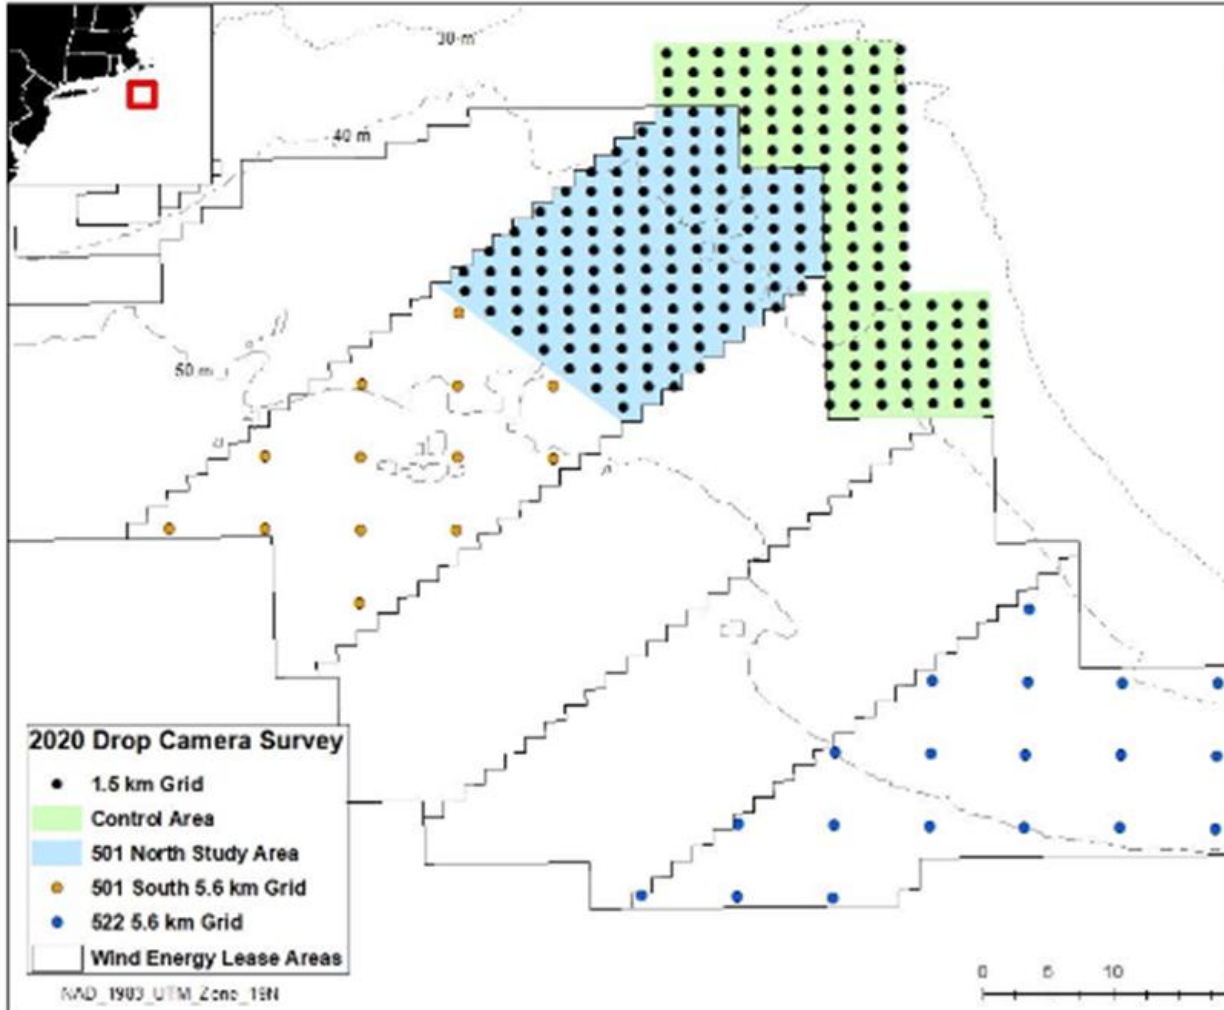 30 m
40 m
50 m
2020 Drop Camera Survey
1.5 km Grid
Control Area
501 North Study Area
501 South 5.6 km Grid
522 5.6 km Grid
Wind Energy Lease Areas
NAD_1983_UTM_Zone_19N
0 5 10